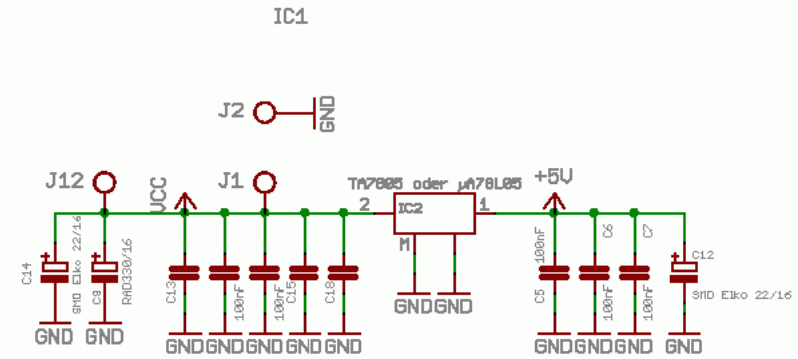 IC1
J2
GND
J12
VCC
J1
TA7805 oder µA78L05
+5V
2
IC2
1
M
C14
SMD Elko 22/16
C9
RAD330/16
C13
100nF
100nF
C15
C18
GND GND
C5
100nF
C6
100nF
C7
100nF
C12
SMD Elko 22/16
GND GND
GND GND GND GND GND
GND GND GND GND